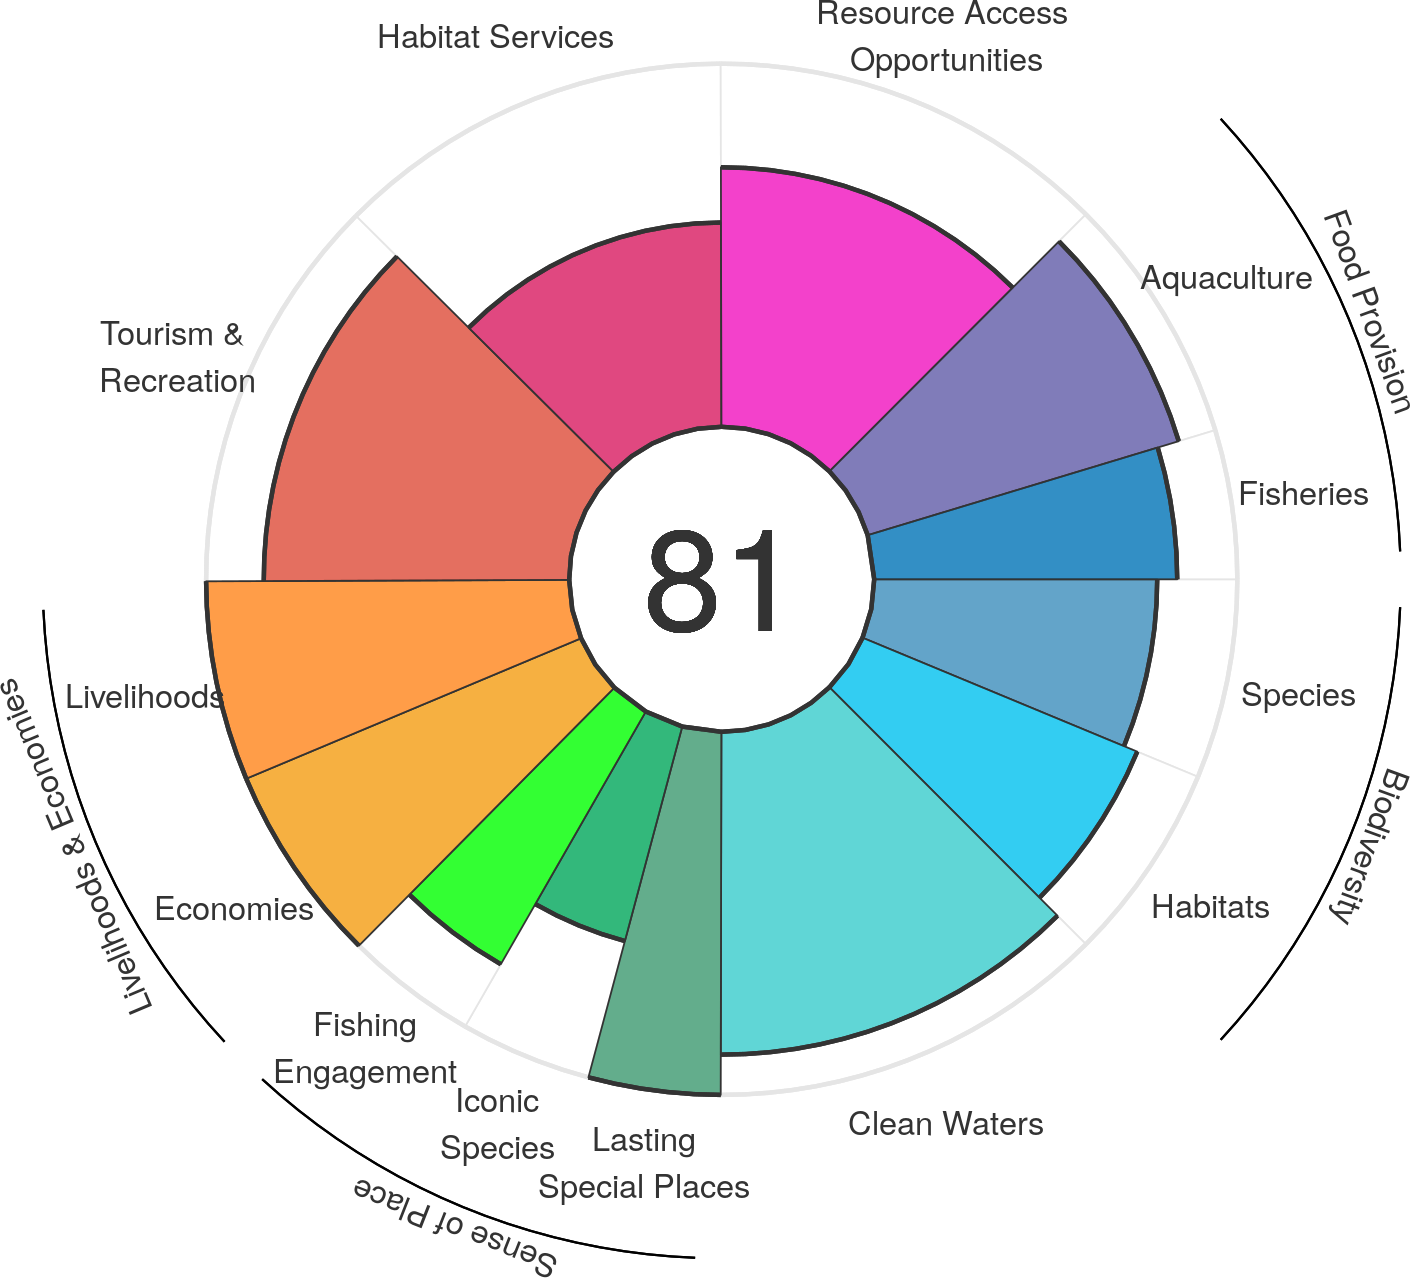 Resource Access
Opportunities
Habitat Services
Aquaculture
Food Provision
Fisheries
Tourism &
Recreation
81
Species
Biodiversity
Habitats
Livelihoods
Livelihoods & Economies
Economies
Clean Waters
Fishing
Engagement
Iconic
Species
Lasting
Special Places
Sense of Place